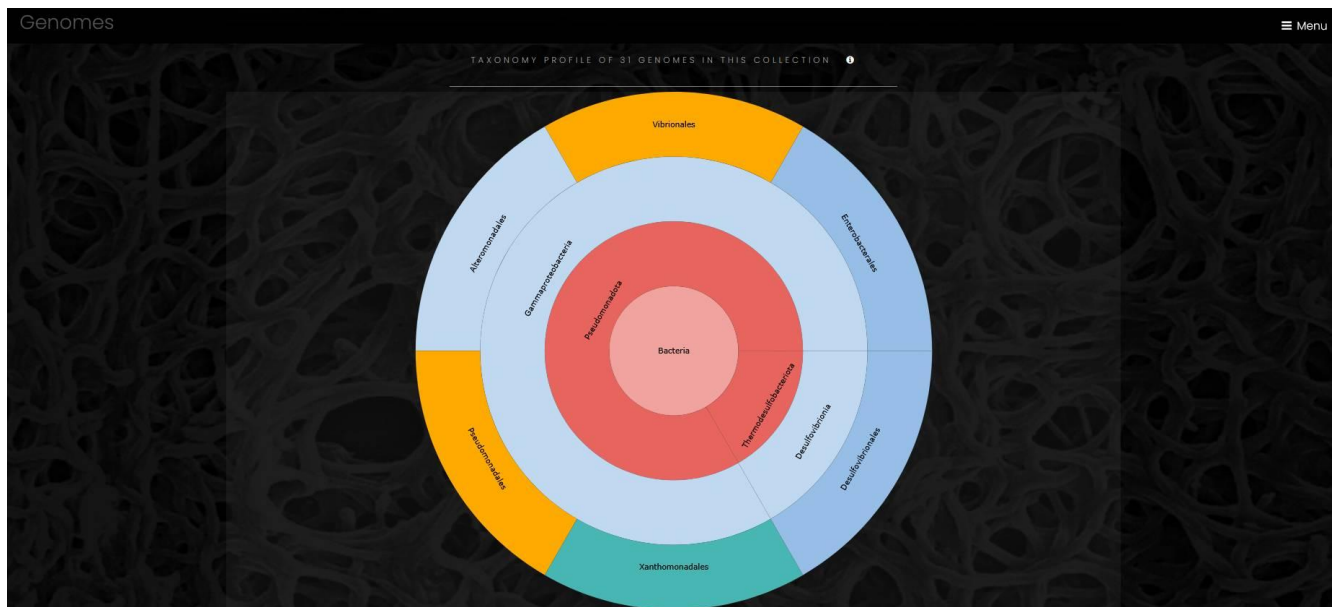 Genomes
Menu
TAXONOMY PROFILE OF 31 GENOMES IN THIS COLLECTION
Vibrionales
Alteromonadales
Enterobacterales
Gammaproteobacteria
Pseudomonadota
Bacteria
Thermodesulfobacteriota
Desulfovibrionia
Desulfovibrionales
Pseudomonadales
Xanthomonadales